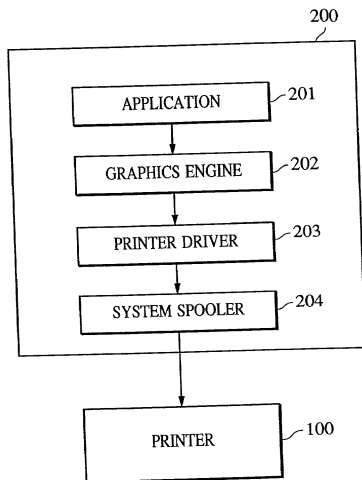 200
APPLICATION
201
GRAPHICS ENGINE
202
PRINTER DRIVER
203
SYSTEM SPOOLER
204
PRINTER
100